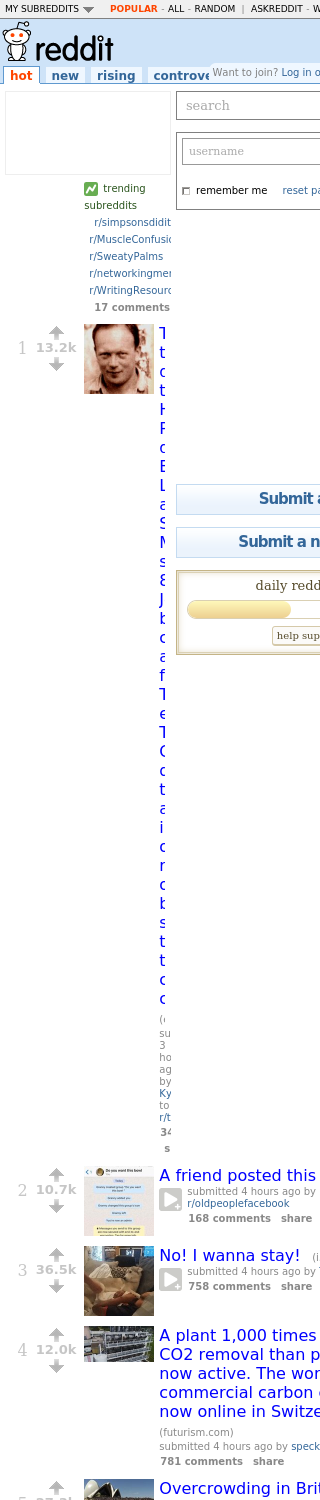 MY SUBREDDITS POPULAR - ALL - RANDOM | ASKREDDIT - W
reddit
hot new rising controve
Want to join? Log in o
search
username
remember me reset pa
trending
subreddits
r/simpsonsdidit
r/MuscleConfusio
r/SweatyPalms
r/networkingmer
r/WritingResourc
17 comments
1 13.2k
T
t
c
t
H
F
c
E
L
a
S
M
s
8
J
b
c
a
f
T
e
T
C
c
t
a
i
c
r
c
b
s
t
t
c
c
su
3
ho
ag
by
Ky
to
r/t
34
s
Submit a
Submit a n
daily redd
help sup
2 10.7k
A friend posted this
submitted 4 hours ago by
r/oldpeoplefacebook
168 comments share
3 36.5k
No! I wanna stay! (i
submitted 4 hours ago by
758 comments share
4 12.0k
A plant 1,000 times
CO2 removal than p
now active. The wor
commercial carbon
now online in Switze
(futurism.com)
submitted 4 hours ago by speck
781 comments share
Overcrowding in Brit